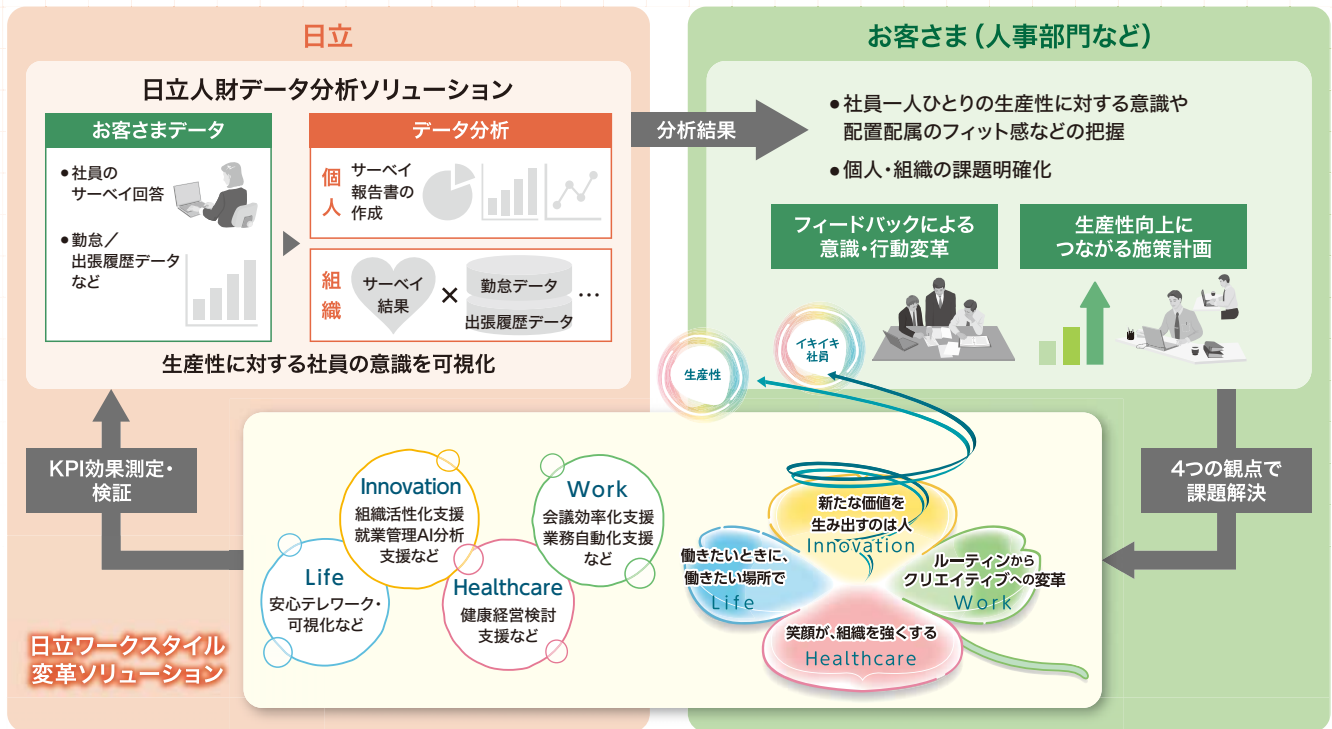 日立
日立人財データ分析ソリューション
お客さまデータ
●社員の
サーベイ回答
●勤怠／
出張履歴データ
など
データ分析
個
人
サーベイ
報告書の
作成
組
織
サーベイ
結果
×
勤怠データ
出張履歴データ
…
生産性に対する社員の意識を可視化
分析結果
お客さま（人事部門など）
●社員一人ひとりの生産性に対する意識や
配置配属のフィット感などの把握
●個人・組織の課題明確化
フィードバックによる
意識・行動変革
生産性向上に
つながる施策計画
イキイキ
社員
生産性
KPI効果測定・
検証
4つの観点で
課題解決
Innovation
組織活性化支援
就業管理AI分析
支援など
Work
会議効率化支援
業務自動化支援
など
Life
安心テレワーク・
可視化など
Healthcare
健康経営検討
支援など
新たな価値を
生み出すのは人
Innovation
働きたいときに、
働きたい場所で
Life
ルーティンから
クリエイティブへの変革
Work
笑顔が、組織を強くする
Healthcare
日立ワークスタイル
変革ソリューション